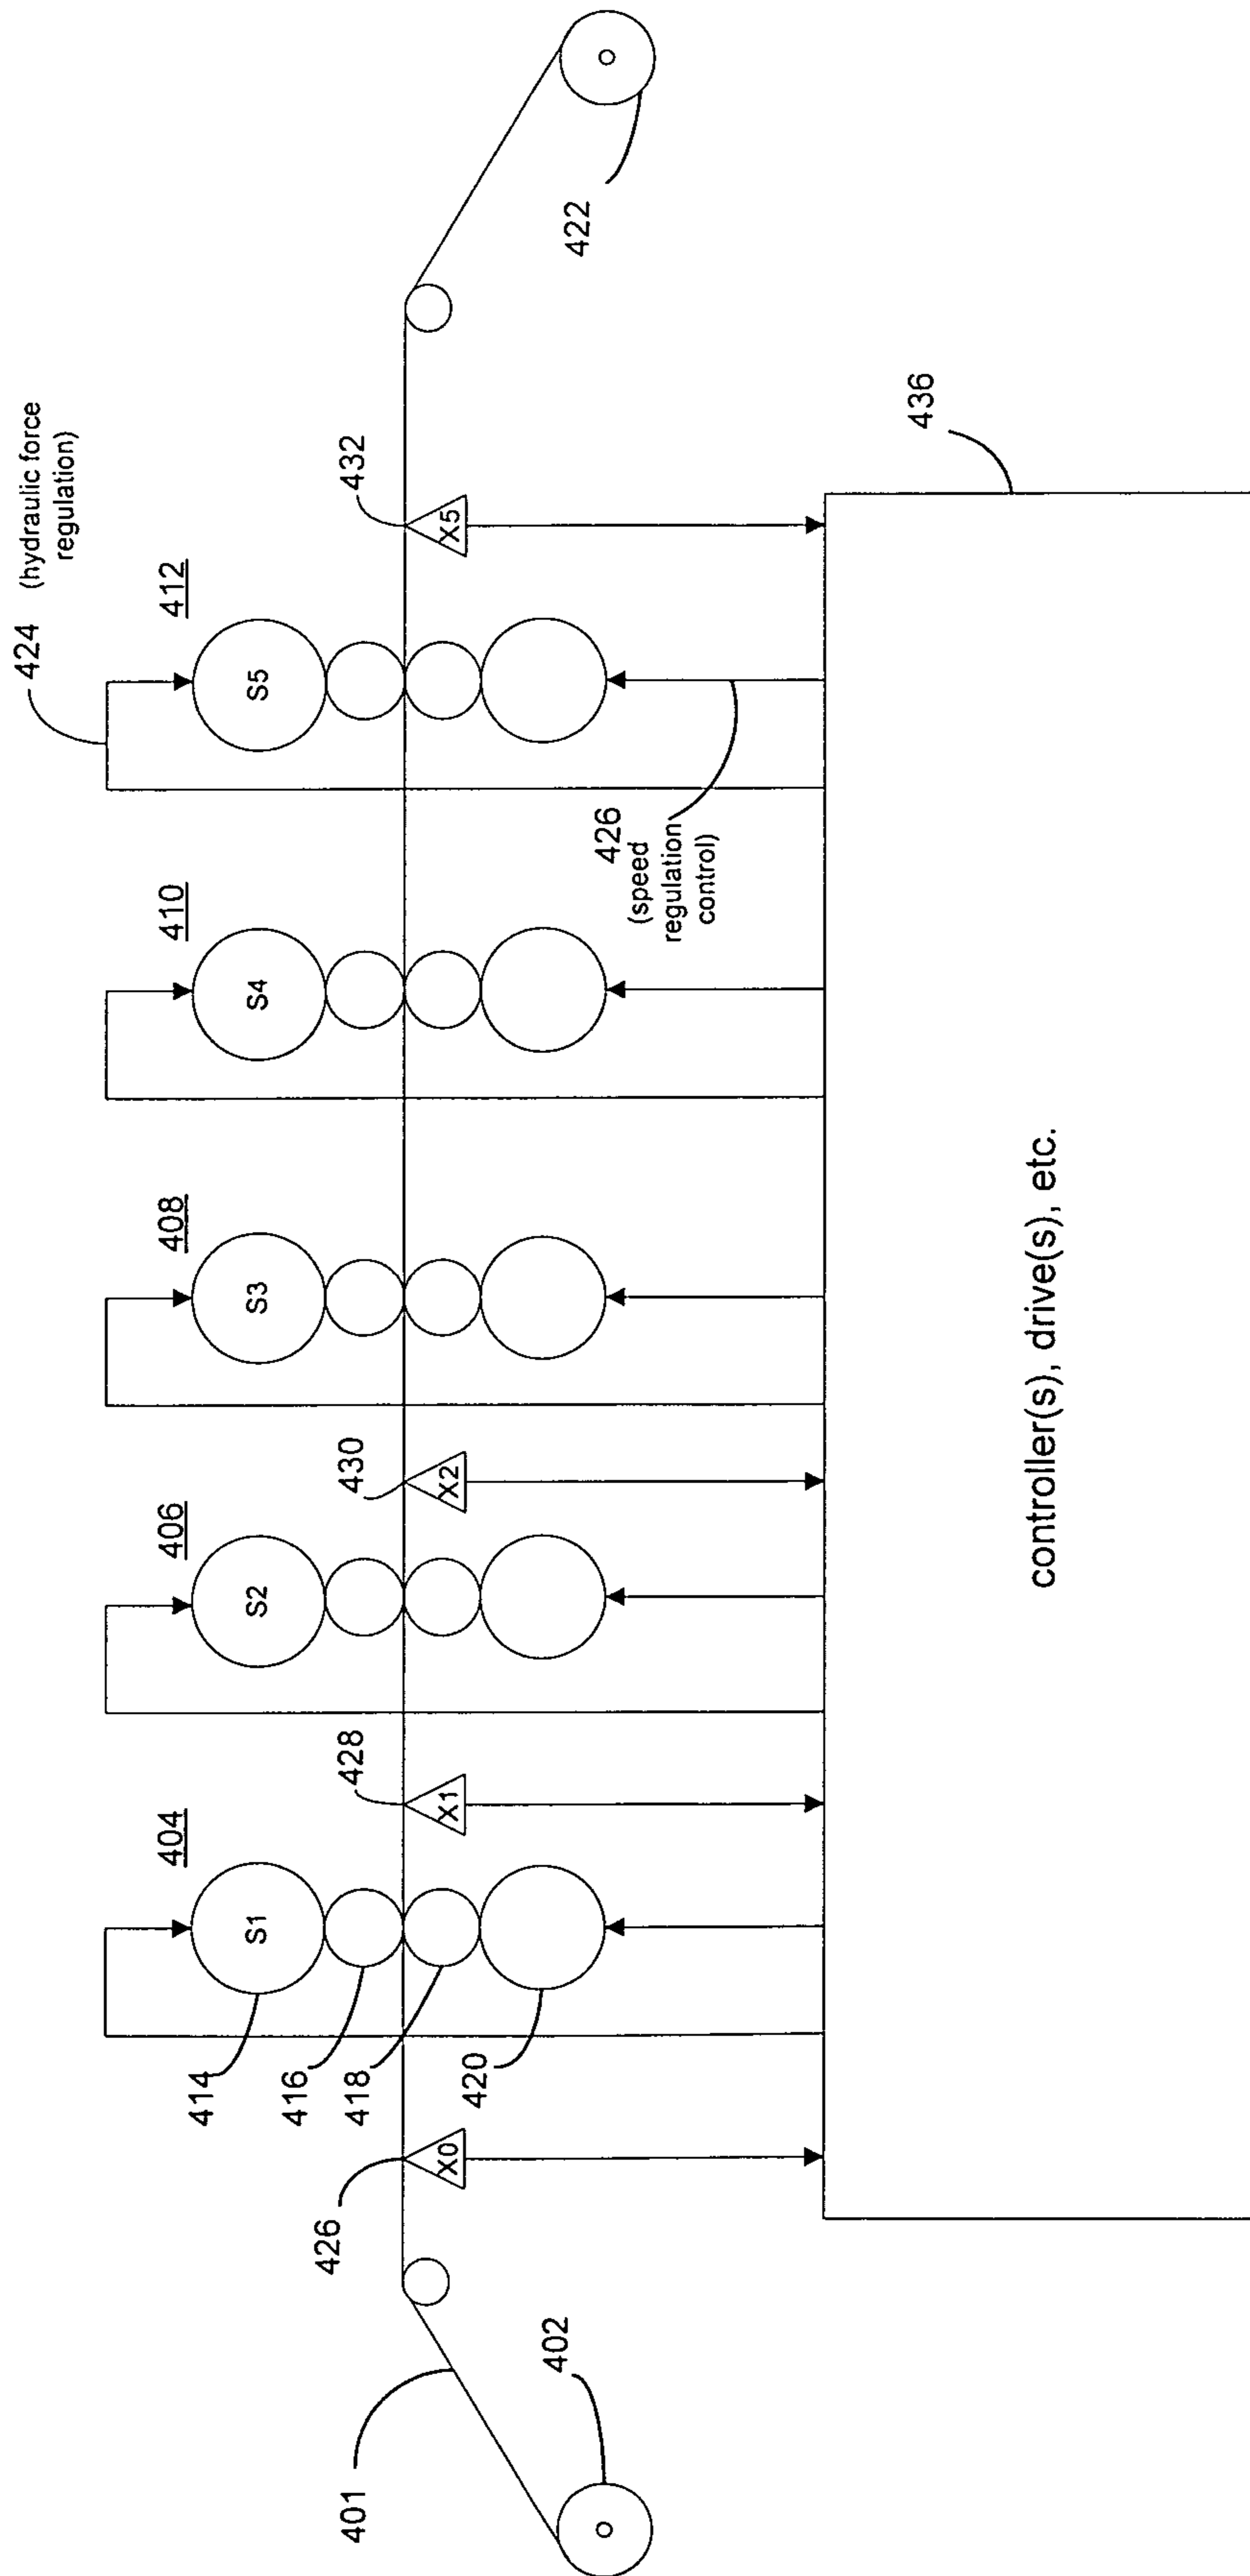 424 (hydraulic force
regulation)
404
406
408
410
412
S1
S2
S3
S4
S5
414
416
418
420
426
428
430
432
X0
X1
X2
X5
401
402
422
426
(speed
regulation
control)
436
controller(s), drive(s), etc.